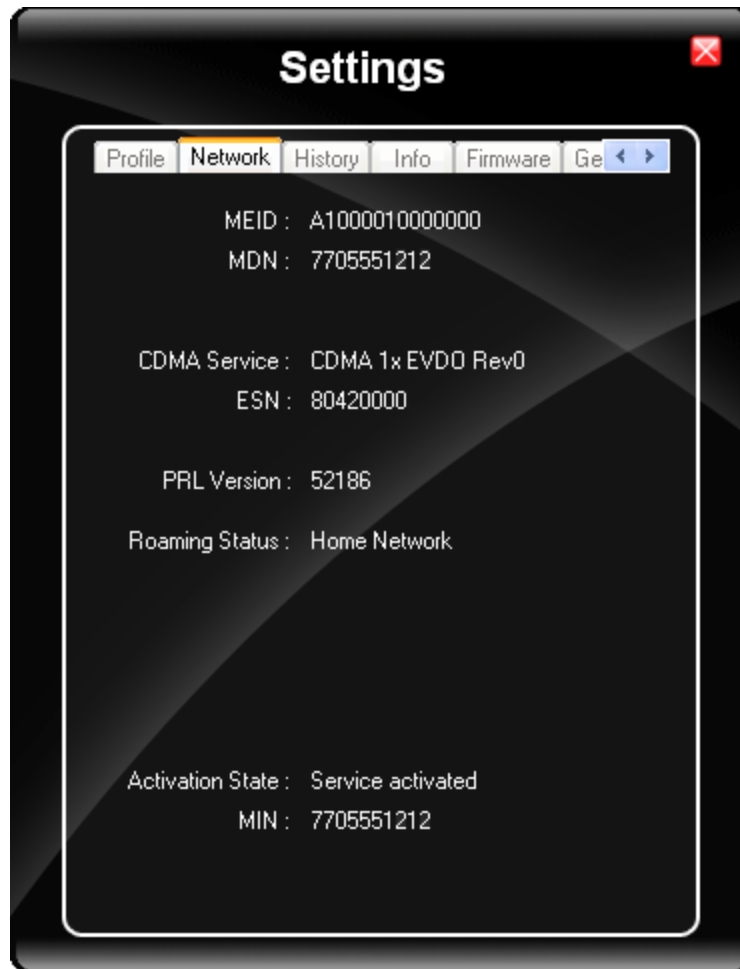 Settings
Profile Network History Info Firmware Ge
MEID : A1000010000000
MDN : 7705551212
CDMA Service : CDMA 1x EVDO Rev0
ESN : 80420000
PRL Version : 52186
Roaming Status : Home Network
Activation State : Service activated
MIN : 7705551212